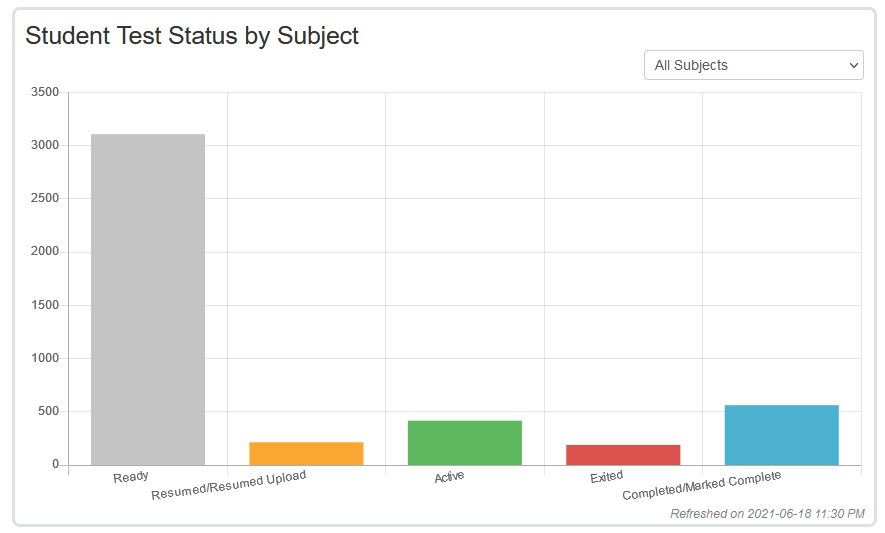 Student Test Status by Subject
All Subjects
3500
3000
2500
2000
1500
1000
500
0
Ready
Resumed/Resumed Upload
Active
Exited
Completed/Marked Complete
Refreshed on 2021-06-18 11:30 PM